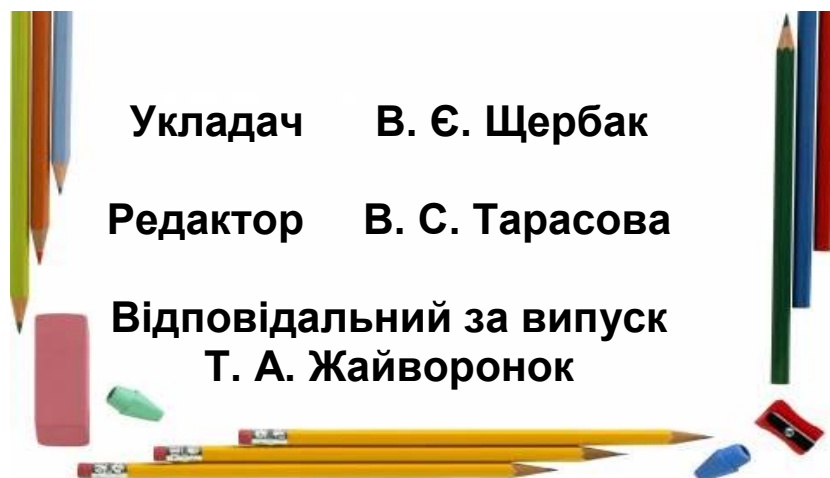 Укладач В. Є. Щербак
Редактор В. С. Тарасова
Відповідальний за випуск
Т. А. Жайворонок